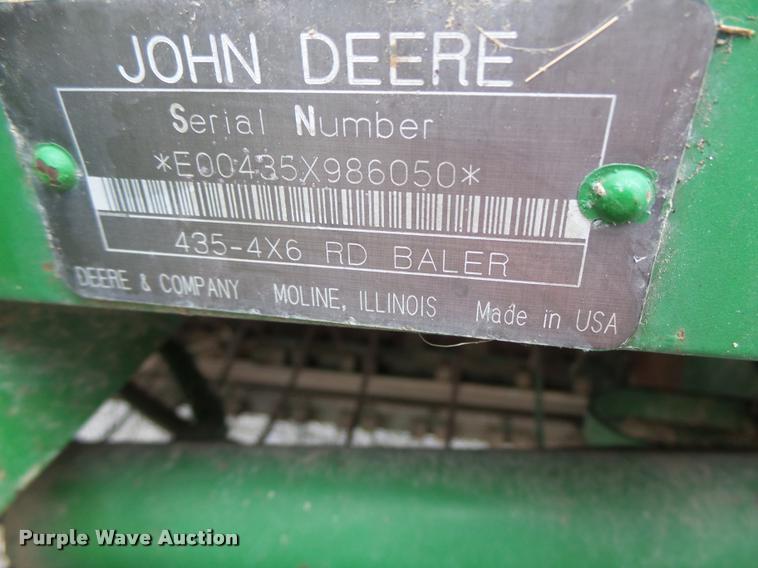 JOHN DEERE
Serial Number
*E00435X986050*
435-4X6 RD BALER
DEERE & COMPANY MOLINE, ILLINOIS Made in USA
Purple Wave Auction